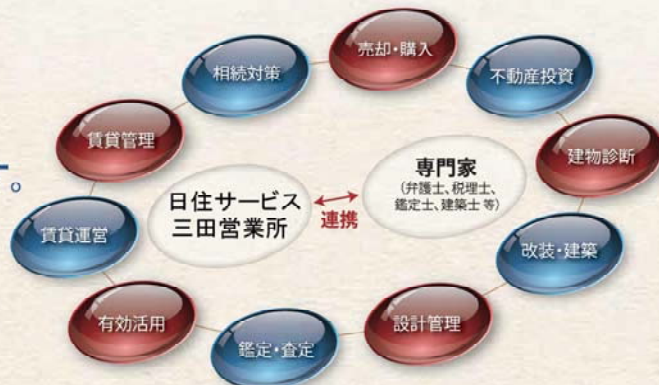 売却・購入
相続対策
不動産投資
賃貸管理
建物診断
専門家
(弁護士、税理士、
鑑定士、建築士 等)
日住サービス
三田営業所
連携
賃貸運営
改装・建築
有効活用
設計管理
鑑定・査定